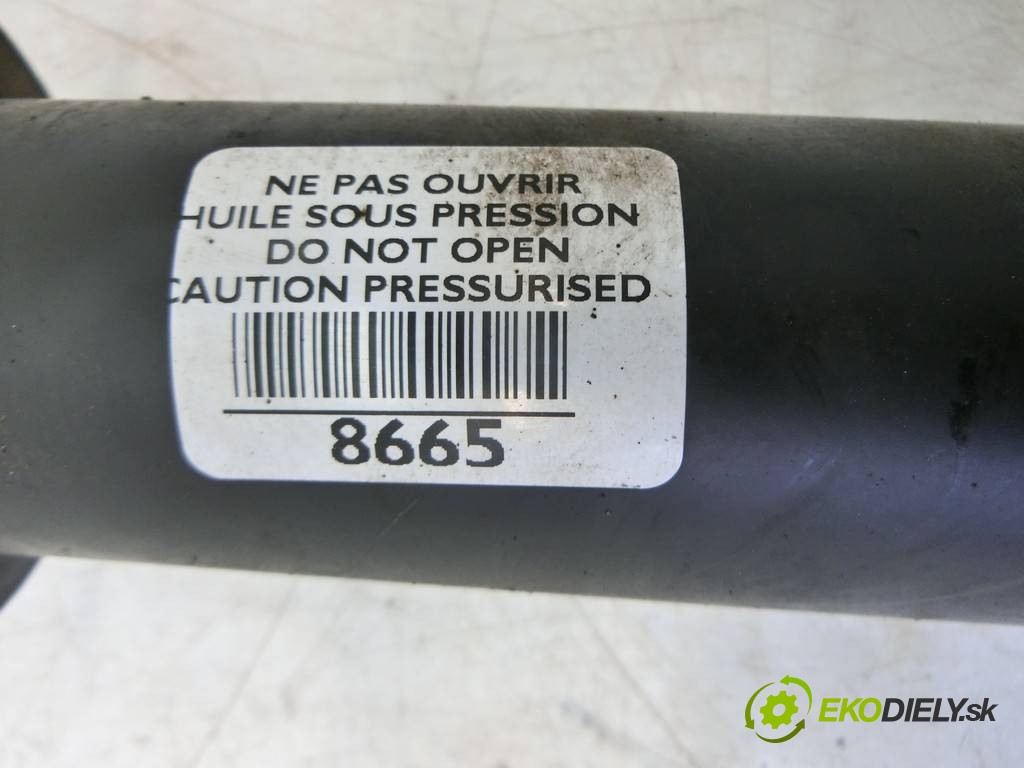 NE PAS OUVRIR
HUILE SOUS PRESSION
DO NOT OPEN
CAUTION PRESSURISED
8665
EKODIELY.sk